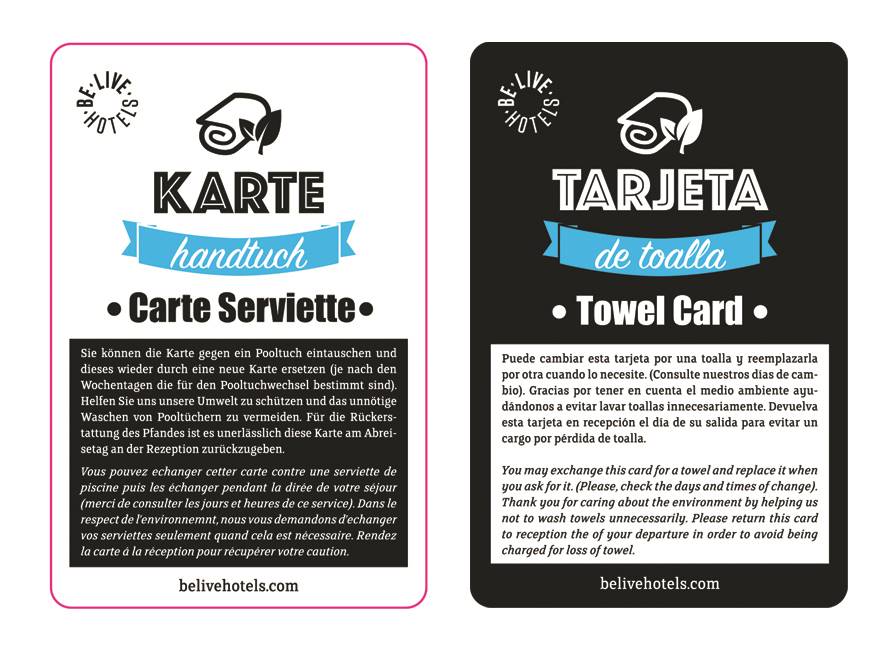 BE·LIVE·HOTELS·
KARTE
handtuch
• Carte Serviette•
Sie können die Karte gegen ein Pooltuch eintauschen und
dieses wieder durch eine neue Karte ersetzen (je nach den
Wochentagen die für den Pooltuchwechsel bestimmt sind).
Helfen Sie uns unsere Umwelt zu schützen und das unnötige
Waschen von Pooltüchern zu vermeiden. Für die Rückers-
tattung des Pfandes ist es unerlässlich diese Karte am Abrei-
setag an der Rezeption zurückzugeben.
Vous pouvez echanger cetter carte contre une serviette de
piscine puis les échanger pendant la dirée de votre séjour
(merci de consulter les jours et heures de ce service). Dans le
respect de l'environnemnt, nous vous demandons d'echanger
vos serviettes seulement quand cela est nécessaire. Rendez
la carte á la réception pour récupérer votre caution.
belivehotels.com
BE·LIVE·HOTELS·
TARJETA
de toalla
• Towel Card •
Puede cambiar esta tarjeta por una toalla y reemplazarla
por otra cuando lo necesite. (Consulte nuestros días de cam-
bio). Gracias por tener en cuenta el medio ambiente ayu-
dándonos a evitar lavar toallas innecesariamente. Devuelva
esta tarjeta en recepción el día de su salida para evitar un
cargo por pérdida de toalla.
You may exchange this card for a towel and replace it when
you ask for it. (Please, check the days and times of change).
Thank you for caring about the environment by helping us
not to wash towels unnecessarily. Please return this card
to reception the of your departure in order to avoid being
charged for loss of towel.
belivehotels.com